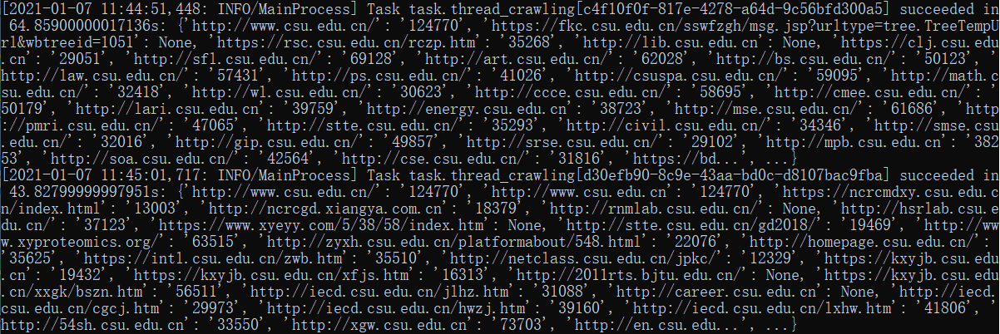 [2021-01-07 11:44:51,448: INFO/MainProcess] Task task.thread_crawling[c4f10f0f-817e-4278-a64d-9c56bfd300a5] succeeded in
 64.85900000017136s: {'http://www.csu.edu.cn/': '124770', 'https://fkc.csu.edu.cn/sswfzgh/msg.jsp?urltype=tree.TreeTempU
rl&wbtreeid=1051': None, 'https://rsc.csu.edu.cn/rczp.htm': '35268', 'http://lib.csu.edu.cn': None, 'https://clj.csu.edu
.cn': '29051', 'http://sfl.csu.edu.cn/': '69128', 'http://art.csu.edu.cn/': '62028', 'http://bs.csu.edu.cn': '50123', '
http://law.csu.edu.cn/': '57431', 'http://ps.csu.edu.cn': '41026', 'http://csuspa.csu.edu.cn': '59095', 'http://math.c
su.edu.cn/': '32418', 'http://wl.csu.edu.cn': '30623', 'http://ccce.csu.edu.cn/': '58695', 'http://cmee.csu.edu.cn/': '
50179', 'http://lari.csu.edu.cn': '39759', 'http://energy.csu.edu.cn': '38723', 'http://mse.csu.edu.cn': '61686', 'http
://pmri.csu.edu.cn/': '47065', 'http://stte.csu.edu.cn': '35293', 'http://civil.csu.edu.cn/': '34346', 'http://smse.csu
.edu.cn/': '32016', 'http://gip.csu.edu.cn/': '49857', 'http://srse.csu.edu.cn/': '29102', 'http://mpb.csu.edu.cn': '382
53', 'http://soa.csu.edu.cn/': '42564', 'http://cse.csu.edu.cn': '31816', 'https://bd...', ...}
[2021-01-07 11:45:01,717: INFO/MainProcess] Task task.thread_crawling[d30efb90-8c9e-43aa-bd0c-d8107bac9fba] succeeded in
 43.82799999997951s: {'http://www.csu.edu.cn/': '124770', 'http://www.csu.edu.cn': '124770', 'https://ncrcmdxy.csu.edu.c
n/index.html': '13003', 'http://ncrcgd.xiangya.com.cn': '18379', 'http://rnmlab.csu.edu.cn/': None, 'http://hsrlab.csu.e
du.cn/': '37123', 'https://www.xyeyy.com/5/38/58/index.htm': None, 'http://stte.csu.edu.cn/gd2018/': '19469', 'http://ww
w.xyproteomics.org/': '63515', 'http://zyxh.csu.edu.cn/platformabout/548.html': '22076', 'http://homepage.csu.edu.cn/': 
'35625', 'https://intl.csu.edu.cn/zwb.htm': '35510', 'http://netclass.csu.edu.cn/jpkc/': '12329', 'https://kxyjb.csu.edu
.cn': '19432', 'https://kxyjb.csu.edu.cn/xfjs.htm': '16313', 'http://2011rts.bjtu.edu.cn/': None, 'https://kxyjb.csu.edu
.cn/xxgk/bszn.htm': '56511', 'http://iecd.csu.edu.cn/jlhz.htm': '31088', 'http://career.csu.edu.cn': None, 'http://iecd.
csu.edu.cn/cgcj.htm': '29973', 'http://iecd.csu.edu.cn/hwzj.htm': '39160', 'http://iecd.csu.edu.cn/lxhw.htm': '41806', '
http://54sh.csu.edu.cn': '33550', 'http://xgw.csu.edu.cn': '73703', 'http://en.csu.edu...', ...}